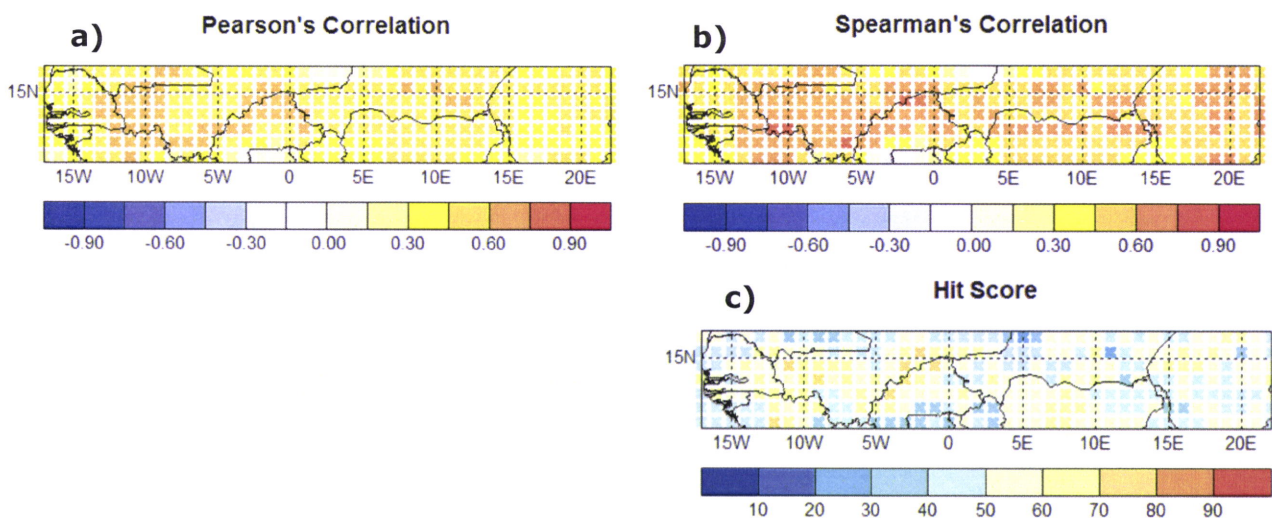 a) Pearson's Correlation
15N
15W 10W 5W 0 5E 10E 15E 20E
-0.90 -0.60 -0.30 0.00 0.30 0.60 0.90
b) Spearman's Correlation
15N
15W 10W 5W 0 5E 10E 15E 20E
-0.90 -0.60 -0.30 0.00 0.30 0.60 0.90
c) Hit Score
15N
15W 10W 5W 0 5E 10E 15E 20E
10 20 30 40 50 60 70 80 90